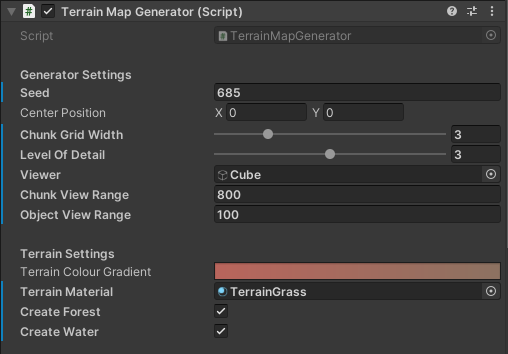 Terrain Map Generator (Script)
Script TerrainMapGenerator
Generator Settings
Seed 685
Center Position X 0 Y 0
Chunk Grid Width 3
Level Of Detail 3
Viewer Cube
Chunk View Range 800
Object View Range 100
Terrain Settings
Terrain Colour Gradient
Terrain Material TerrainGrass
Create Forest
Create Water